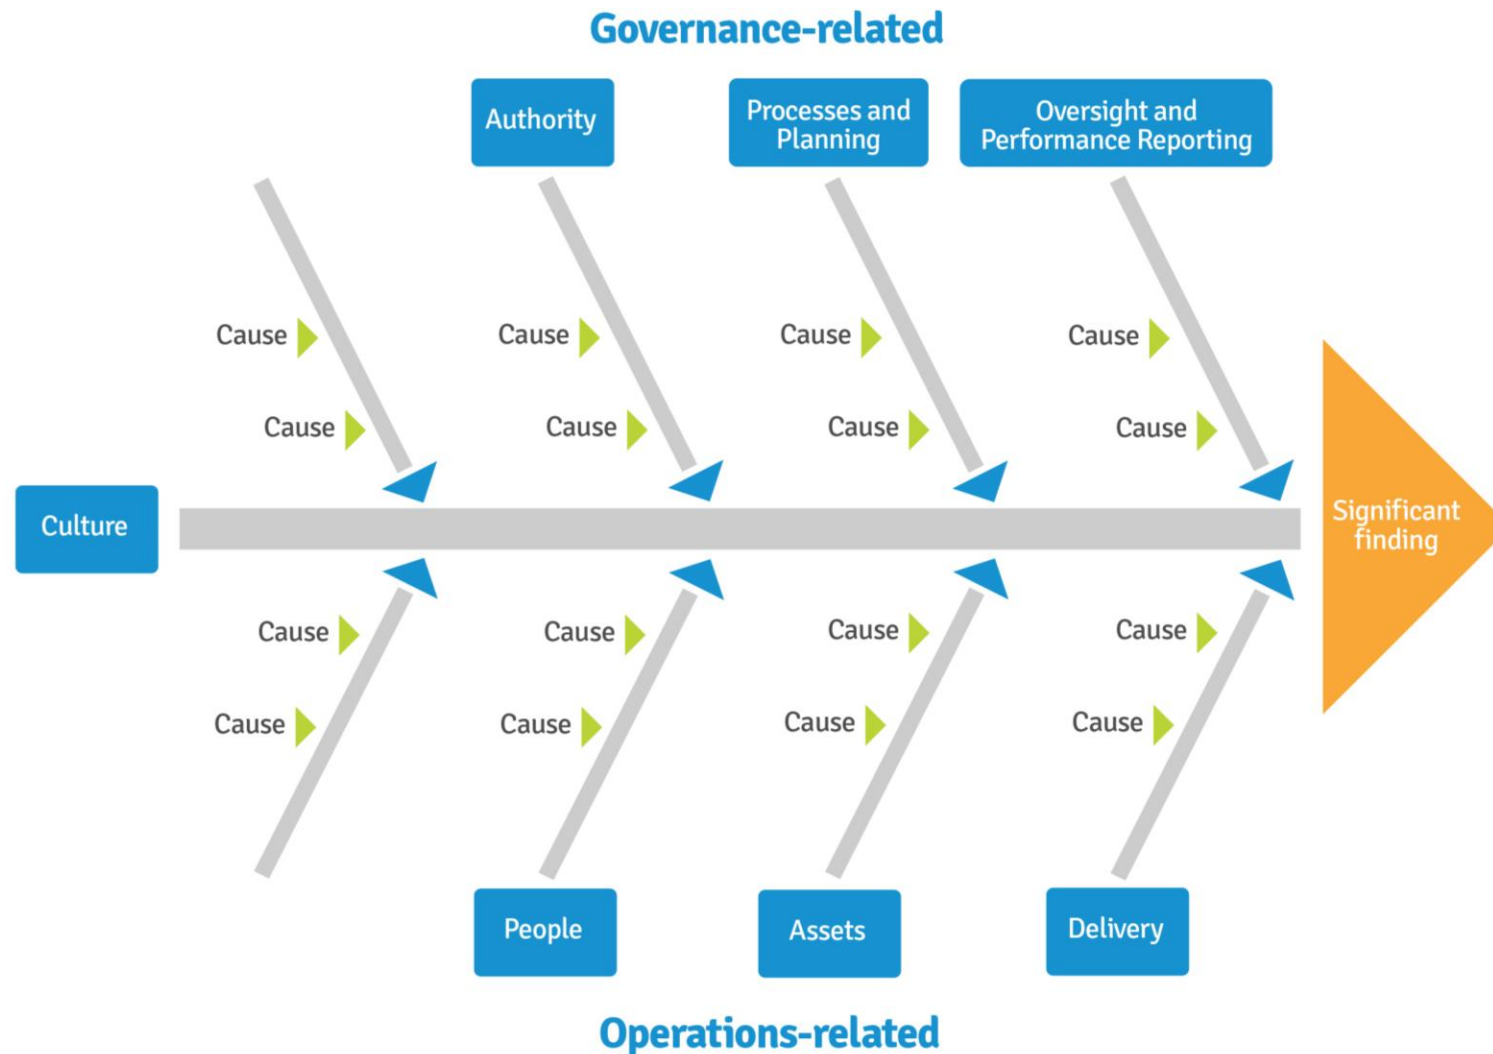 Governance-related
Authority
Processes and
Planning
Oversight and
Performance Reporting
Cause
Cause
Cause
Cause
Cause
Cause
Cause
Cause
Culture
Significant
finding
Cause
Cause
Cause
Cause
Cause
Cause
Cause
Cause
People
Assets
Delivery
Operations-related